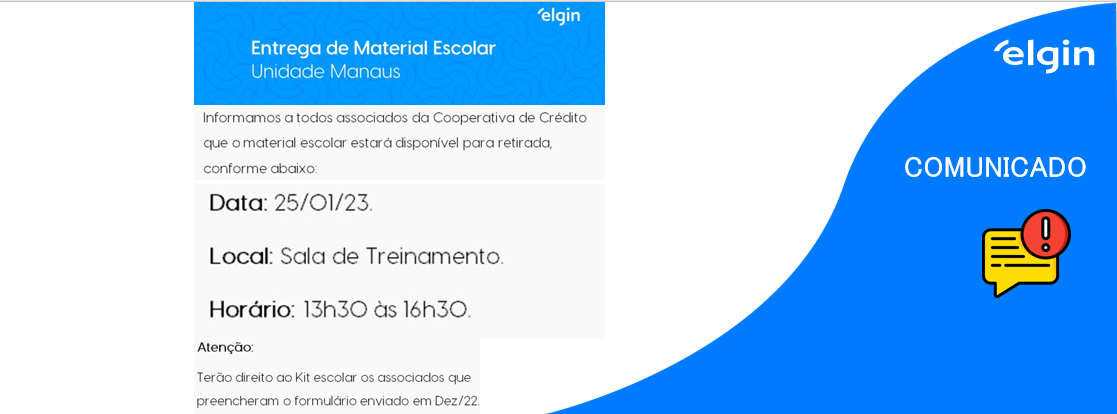 elgin
Entrega de Material Escolar
Unidade Manaus
Informamos a todos associados da Cooperativa de Crédito
que o material escolar estará disponível para retirada,
conforme abaixo:
Data: 25/01/23.
Local: Sala de Treinamento.
Horário: 13h30 às 16h30.
Atenção:
Terão direito ao Kit escolar os associados que
preencheram o formulário enviado em Dez/22.
elgin
COMUNICADO
!